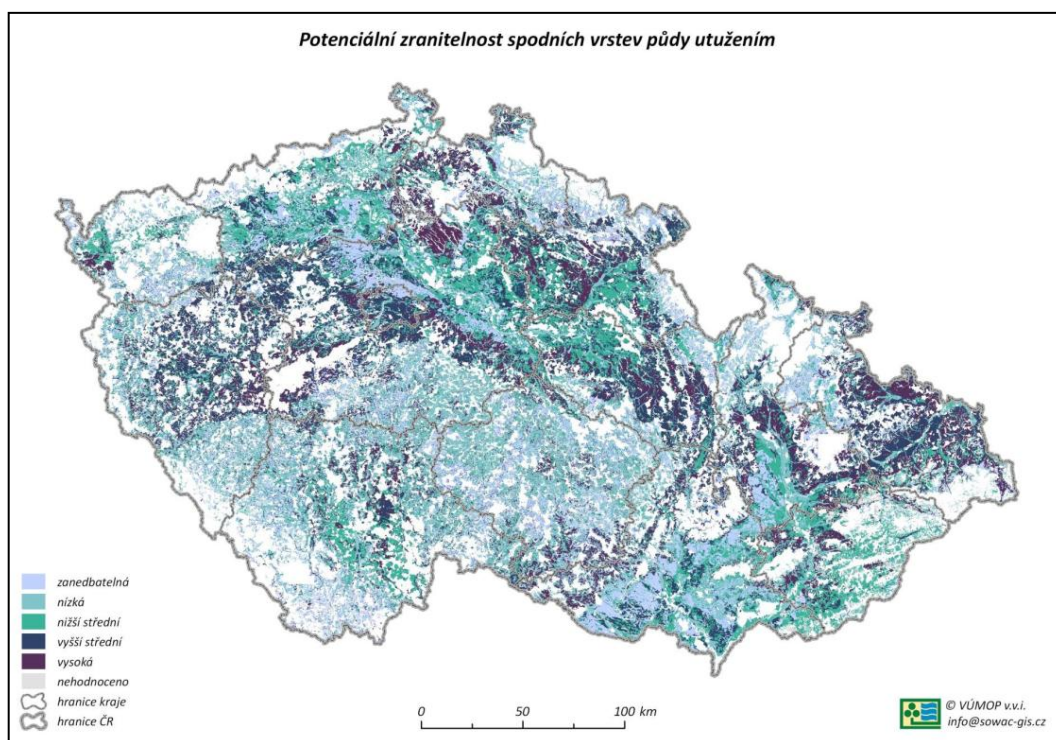 Potenciální zranitelnost spodních vrstev půdy utužením
zanedbatelná
nízká
nižší střední
vyšší střední
vysoká
nehodnoceno
hranice kraje
hranice ČR
0 50 100 km
© VÚMOP v.v.i.
info@sowac-gis.cz